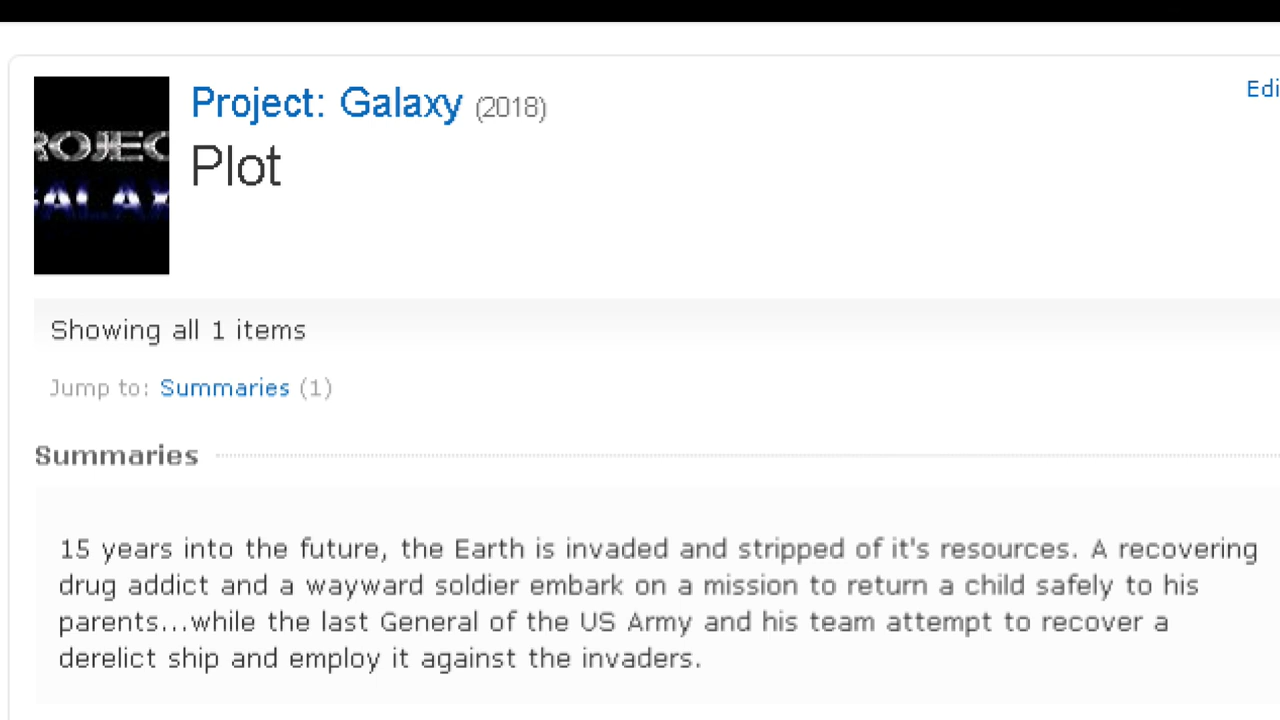 Project: Galaxy (2018)
Edi
Plot
ROJEC
GALAX
Showing all 1 items
Jump to: Summaries (1)
Summaries
15 years into the future, the Earth is invaded and stripped of it's resources. A recovering
drug addict and a wayward soldier embark on a mission to return a child safely to his
parents...while the last General of the US Army and his team attempt to recover a
derelict ship and employ it against the invaders.